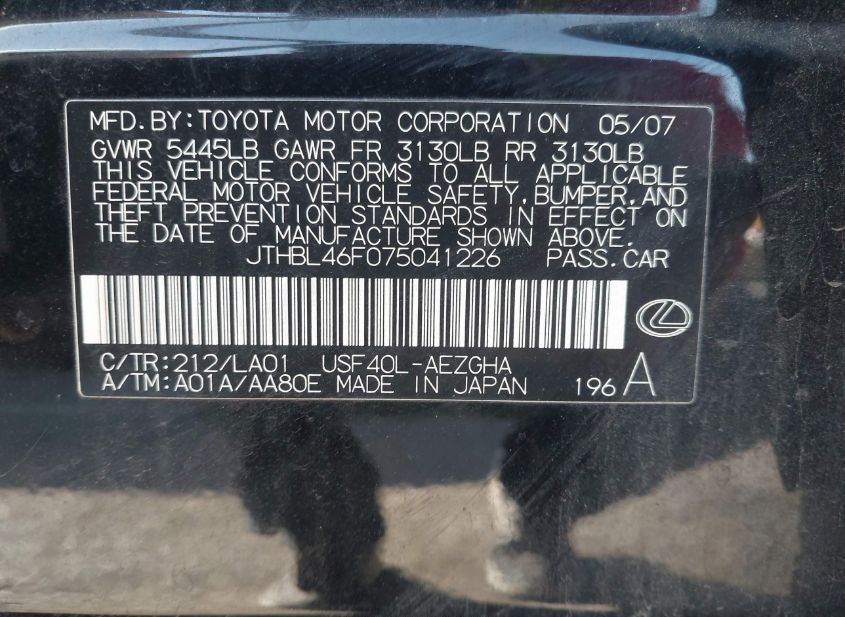 MFD.BY:TOYOTA MOTOR CORPORATION 05/07
GVWR 5445LB GAWR FR 3130LB RR 3130LB
THIS VEHICLE CONFORMS TO ALL APPLICABLE
FEDERAL MOTOR VEHICLE SAFETY,BUMPER,AND
THEFT PREVENTION STANDARDS IN EFFECT ON
THE DATE OF MANUFACTURE SHOWN ABOVE.
JTHBL46F075041226 PASS.CAR
C/TR:212/LA01 USF40L-AEZGHA
A/TM:A01A/AA80E MADE IN JAPAN 196 A